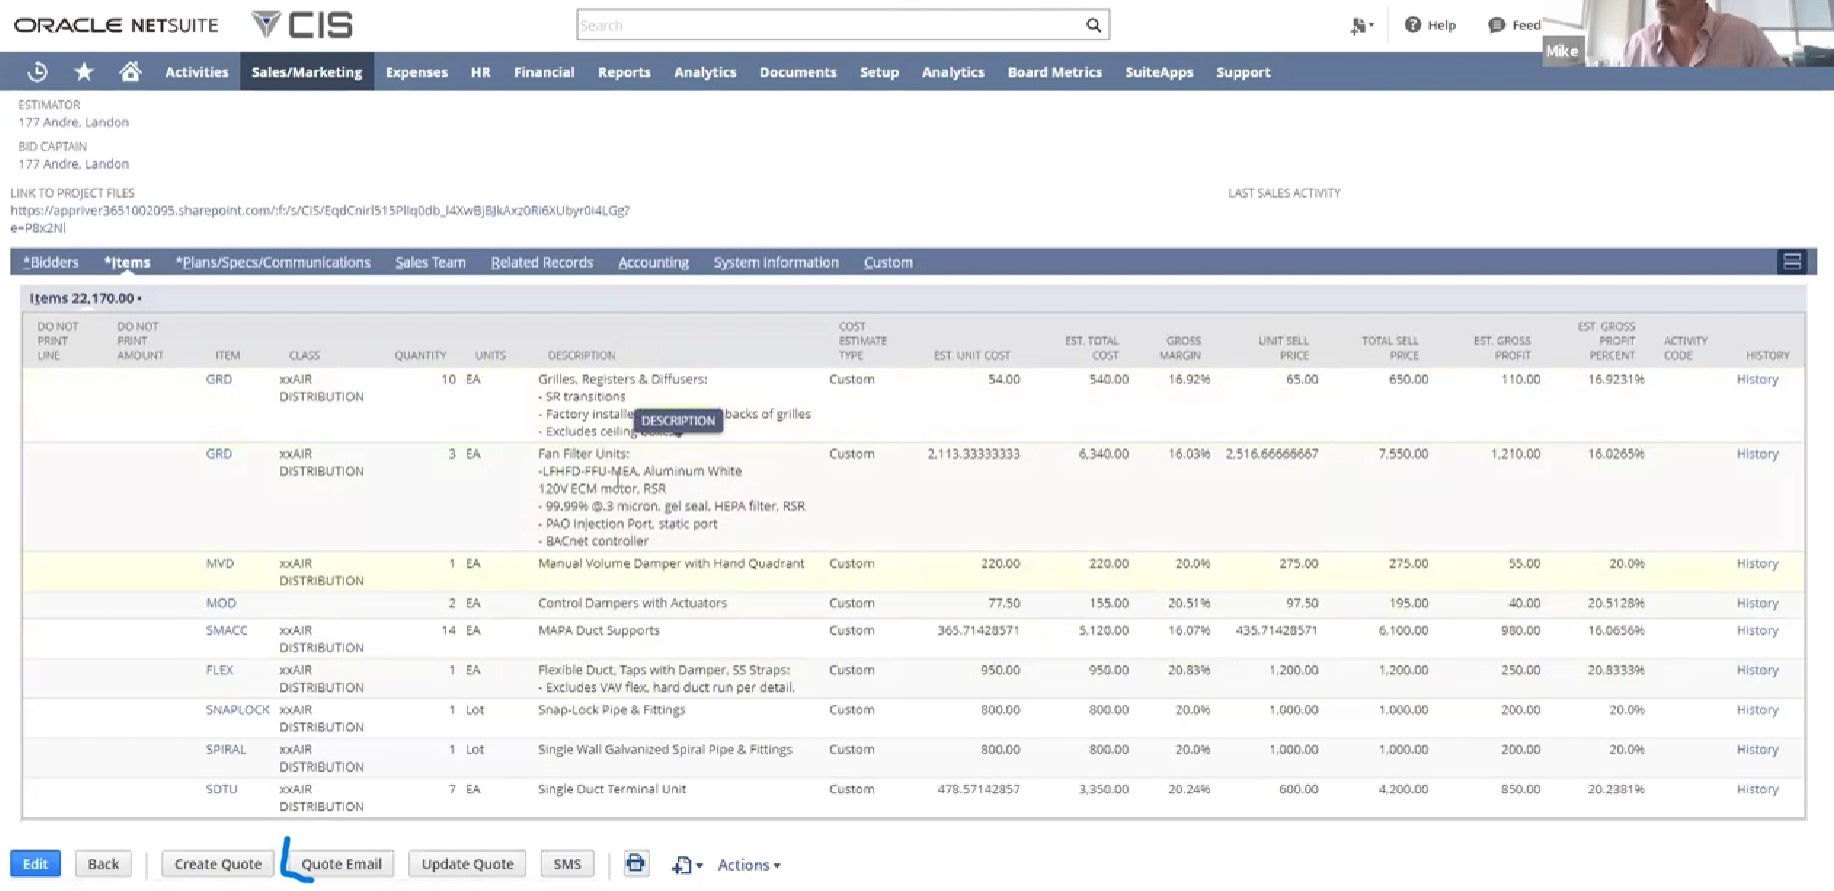 ORACLE NETSUITE CIS Search Help Feed
Mike
Activities Sales/Marketing Expenses HR Financial Reports Analytics Documents Setup Analytics Board Metrics SuiteApps Support
ESTIMATOR
177 Andre, Landon
BID CAPTAIN
177 Andre, Landon
LINK TO PROJECT FILES LAST SALES ACTIVITY
e=P8x2Nl
*Bidders *Items *Plans/Specs/Communications Sales Team Related Records Accounting System Information Custom
Items 22,170.00 •
DO NOT PRINT LINE DO NOT PRINT AMOUNT ITEM CLASS QUANTITY UNITS DESCRIPTION COST ESTIMATE TYPE EST. UNIT COST EST. TOTAL COST GROSS MARGIN UNIT SELL PRICE TOTAL SELL PRICE EST. GROSS PROFIT EST. GROSS PROFIT PERCENT ACTIVITY CODE HISTORY
GRD xxAIR 10 EA Grilles, Registers & Diffusers: Custom 54.00 540.00 16.92% 65.00 650.00 110.00 16.9231% History
DISTRIBUTION - SR transitions
- Factory installe backs of grilles
DESCRIPTION
- Excludes ceiling
GRD xxAIR 3 EA Fan Filter Units: Custom 2,113.33333333 6,340.00 16.03% 2,516.66666667 7,550.00 1,210.00 16.0265% History
DISTRIBUTION -LFHFD-FFU-MEA, Aluminum White
120V ECM motor, RSR
- 99.99% @.3 micron, gel seal, HEPA filter, RSR
- PAO Injection Port, static port
- BACnet controller
MVD xxAIR 1 EA Manual Volume Damper with Hand Quadrant Custom 220.00 220.00 20.0% 275.00 275.00 55.00 20.0% History
DISTRIBUTION
MOD 2 EA Control Dampers with Actuators Custom 77.50 155.00 20.51% 97.50 195.00 40.00 20.5128% History
SMACC xxAIR 14 EA MAPA Duct Supports Custom 365.71428571 5,120.00 16.07% 435.71428571 6,100.00 980.00 16.0656% History
DISTRIBUTION
FLEX xxAIR 1 EA Flexible Duct, Taps with Damper, SS Straps: Custom 950.00 950.00 20.83% 1,200.00 1,200.00 250.00 20.8333% History
DISTRIBUTION - Excludes VAV flex, hard duct run per detail.
SNAPLOCK xxAIR 1 Lot Snap-Lock Pipe & Fittings Custom 800.00 800.00 20.0% 1,000.00 1,000.00 200.00 20.0% History
DISTRIBUTION
SPIRAL xxAIR 1 Lot Single Wall Galvanized Spiral Pipe & Fittings Custom 800.00 800.00 20.0% 1,000.00 1,000.00 200.00 20.0% History
DISTRIBUTION
SDTU xxAIR 7 EA Single Duct Terminal Unit Custom 478.57142857 3,350.00 20.24% 600.00 4,200.00 850.00 20.2381% History
DISTRIBUTION
Edit Back Create Quote Quote Email Update Quote SMS Actions